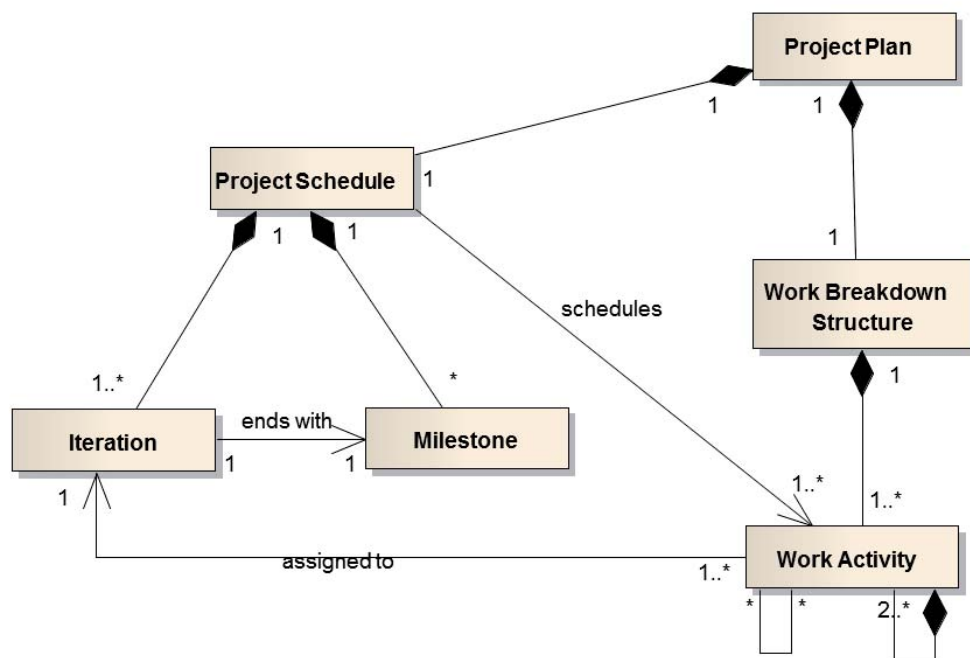 Project Plan
1
1
Project Schedule
1
1
1
1
schedules
Work Breakdown
Structure
1
1..*
*
ends with
Iteration
Milestone
1
1
1
1..*
1..*
assigned to
1..*
Work Activity
*
*
2..*